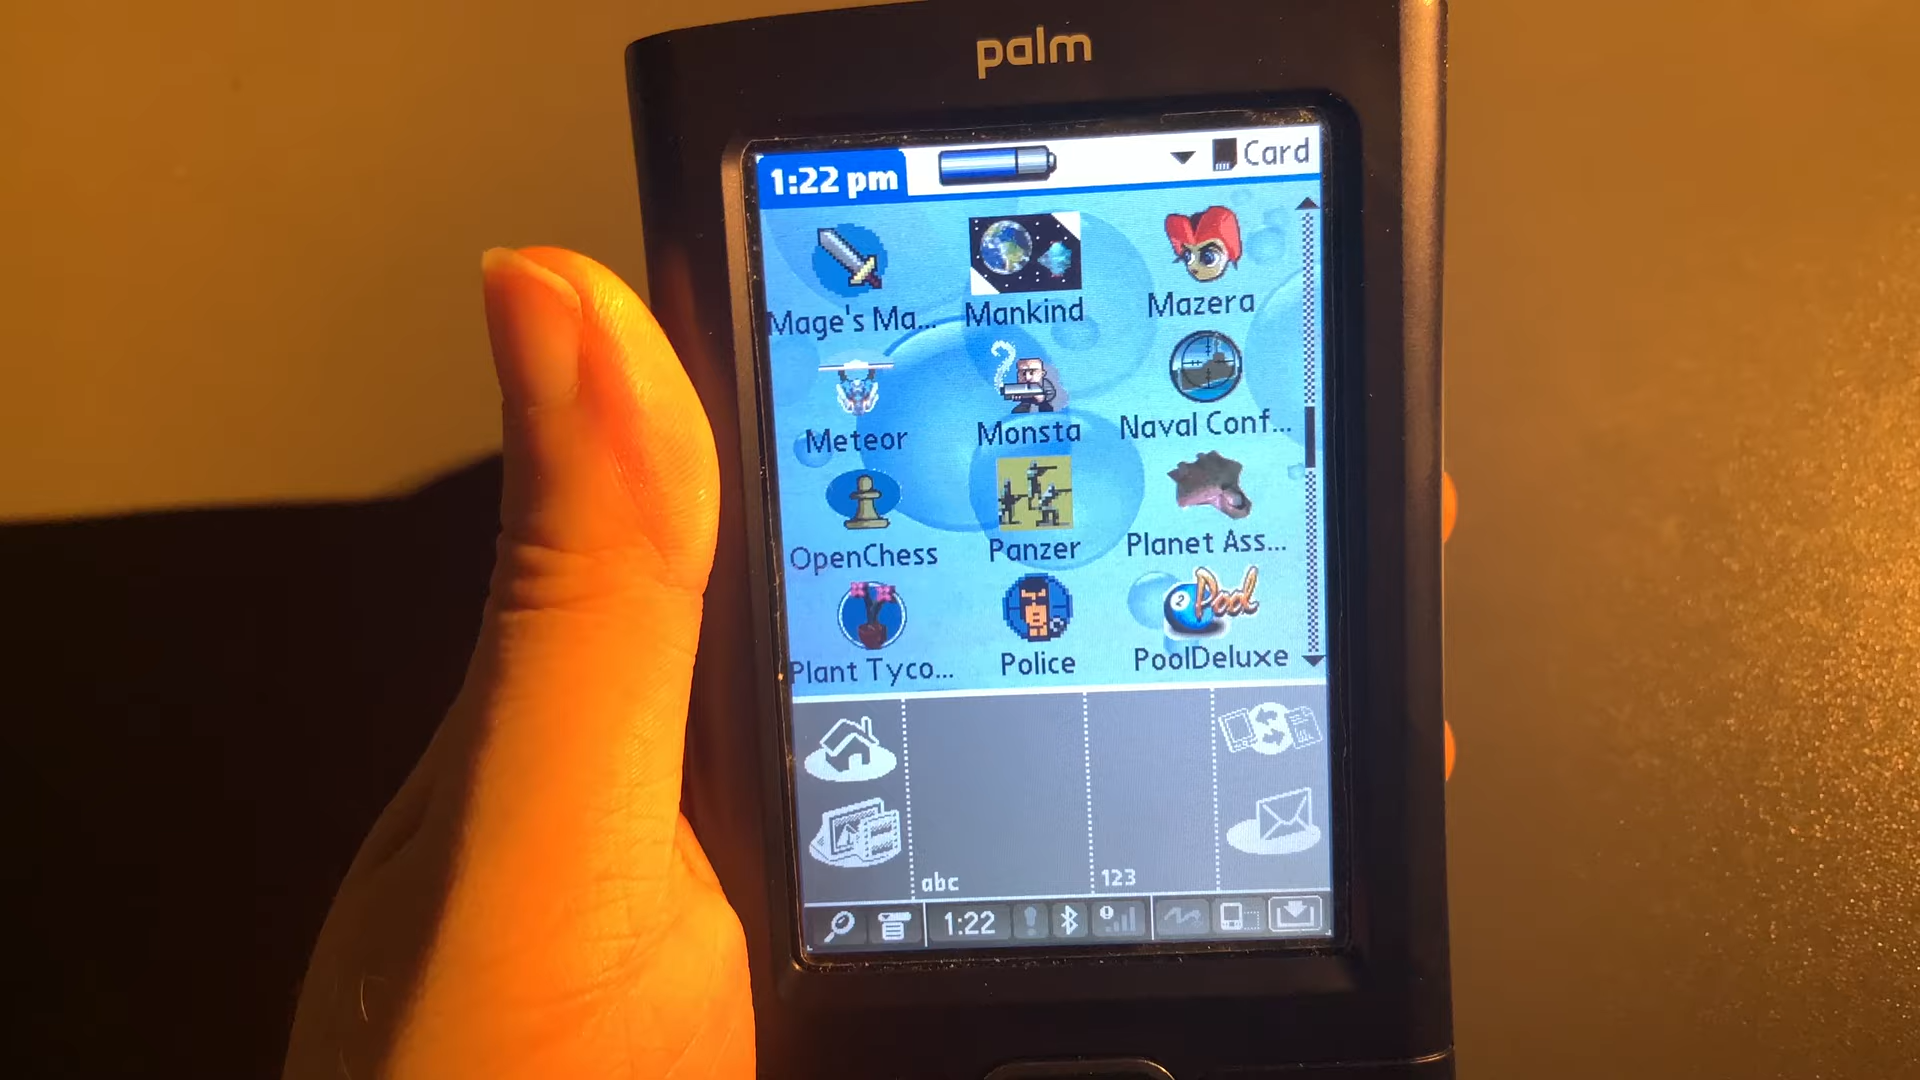 palm
1:22 pm Card
Mage's Ma... Mankind Mazera
Meteor Monsta Naval Conf...
OpenChess Panzer Planet Ass...
2 Pool
Plant Tyco... Police PoolDeluxe
abc 123
1:22